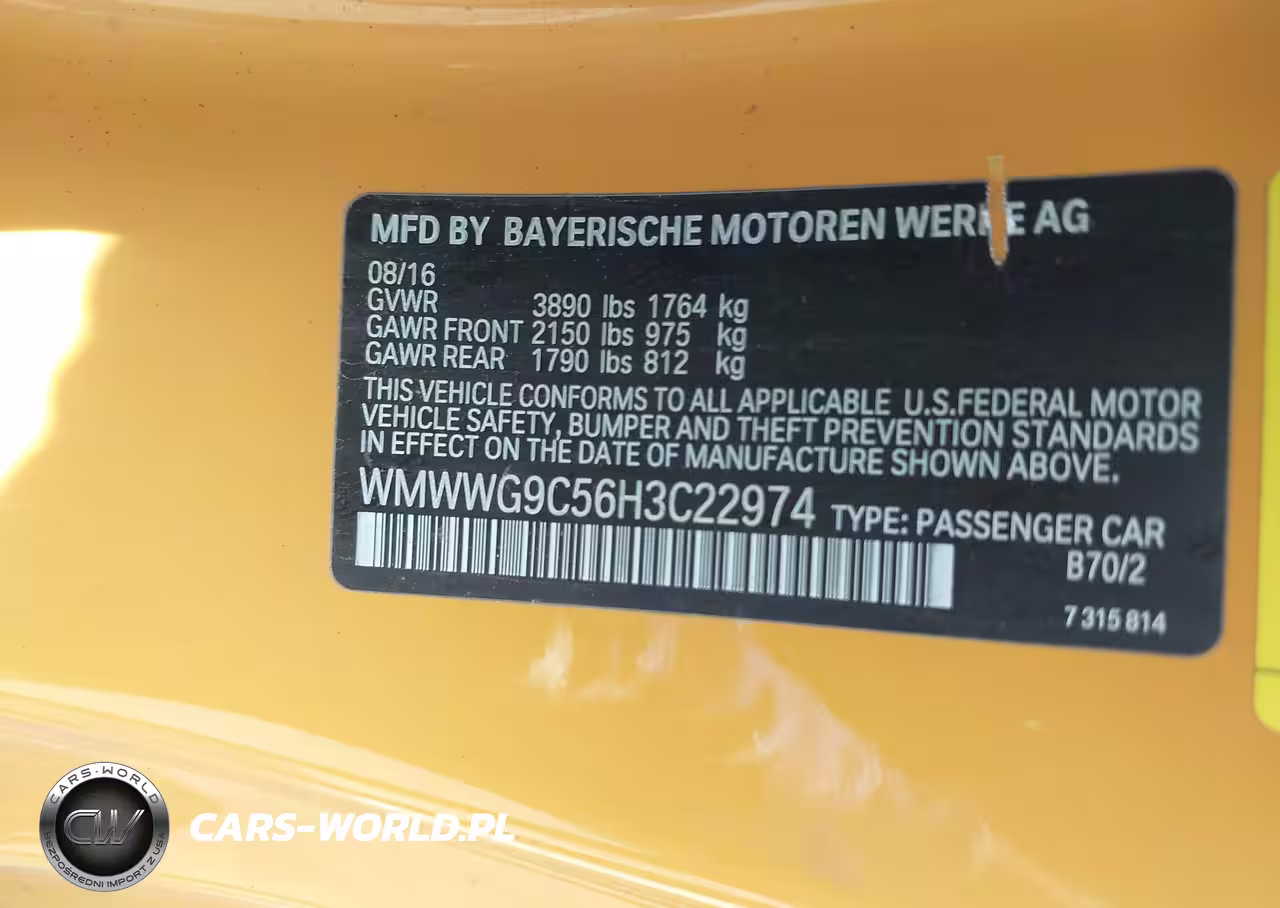 MFD BY BAYERISCHE MOTOREN WERKE AG
08/16
GVWR 3890 lbs 1764 kg
GAWR FRONT 2150 lbs 975 kg
GAWR REAR 1790 lbs 812 kg
THIS VEHICLE CONFORMS TO ALL APPLICABLE U.S.FEDERAL MOTOR
VEHICLE SAFETY, BUMPER AND THEFT PREVENTION STANDARDS
IN EFFECT ON THE DATE OF MANUFACTURE SHOWN ABOVE.
WMWWG9C56H3C22974 TYPE: PASSENGER CAR
B70/2
7 315 814
CARS-WORLD
CW
BEZPOŚREDNI IMPORT Z USA
CARS-WORLD.PL